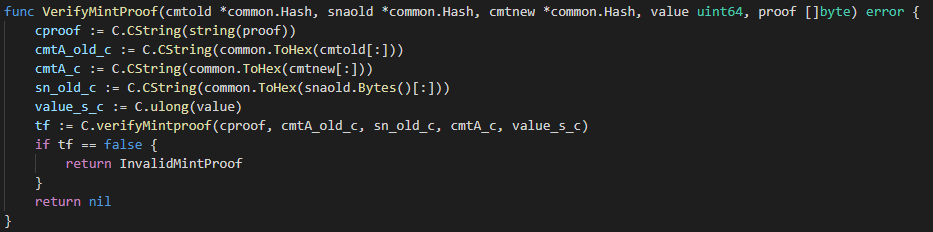 func VerifyMintProof(cmtold *common.Hash, snaold *common.Hash, cmtnew *common.Hash, value uint64, proof []byte) error {
    cproof := C.CString(string(proof))
    cmtA_old_c := C.CString(common.ToHex(cmtold[:]))
    cmtA_c := C.CString(common.ToHex(cmtnew[:]))
    sn_old_c := C.CString(common.ToHex(snaold.Bytes()[:]))
    value_s_c := C.ulong(value)
    tf := C.verifyMintproof(cproof, cmtA_old_c, sn_old_c, cmtA_c, value_s_c)
    if tf == false {
        return InvalidMintProof
    }
    return nil
}